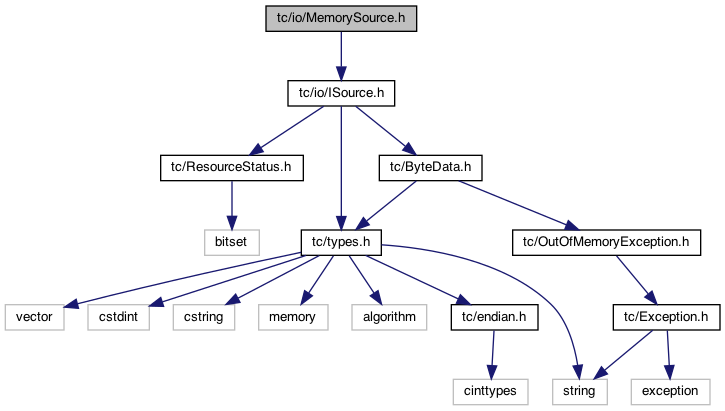 tc/io/MemorySource.h
tc/io/ISource.h
tc/ResourceStatus.h
tc/ByteData.h
bitset
tc/types.h
tc/OutOfMemoryException.h
vector
cstdint
cstring
memory
algorithm
tc/endian.h
tc/Exception.h
cinttypes
string
exception